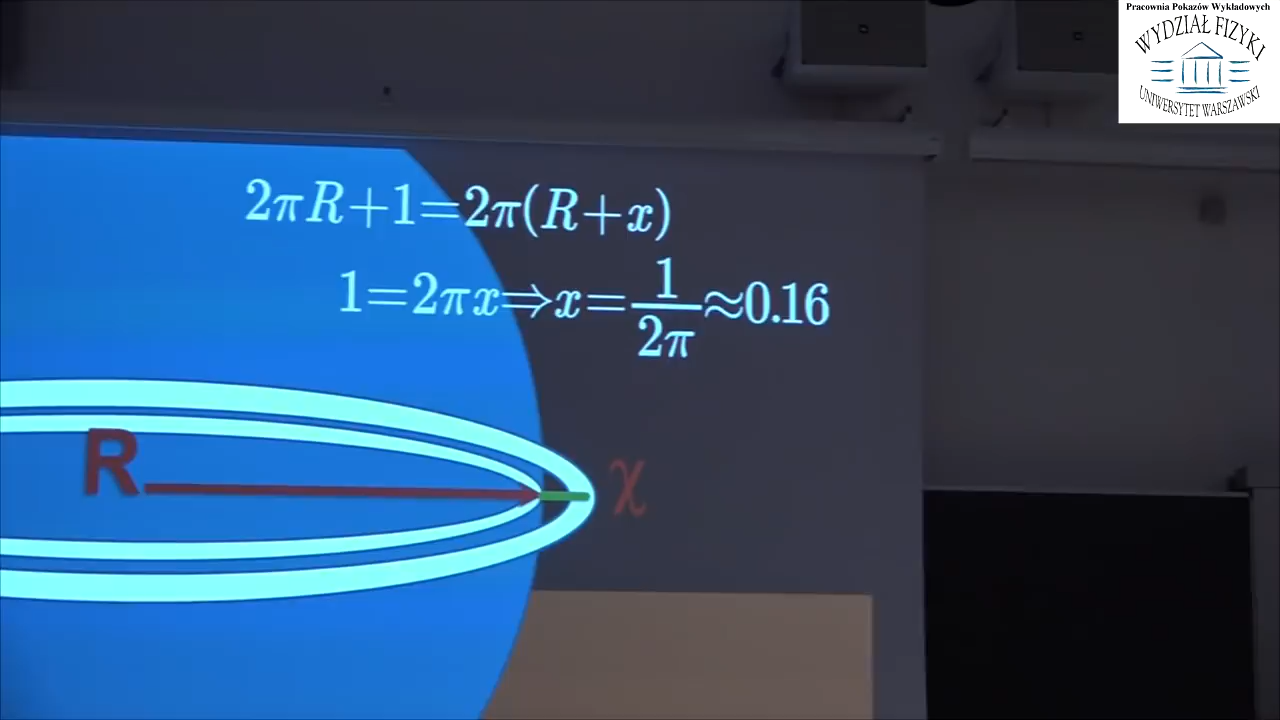 Pracownia Pokazów Wykładowych
WYDZIAŁ FIZYKI
UNIWERSYTET WARSZAWSKI
2πR+1=2π(R+x)
1=2πx⇒x=1/2π≈0.16
R
χ